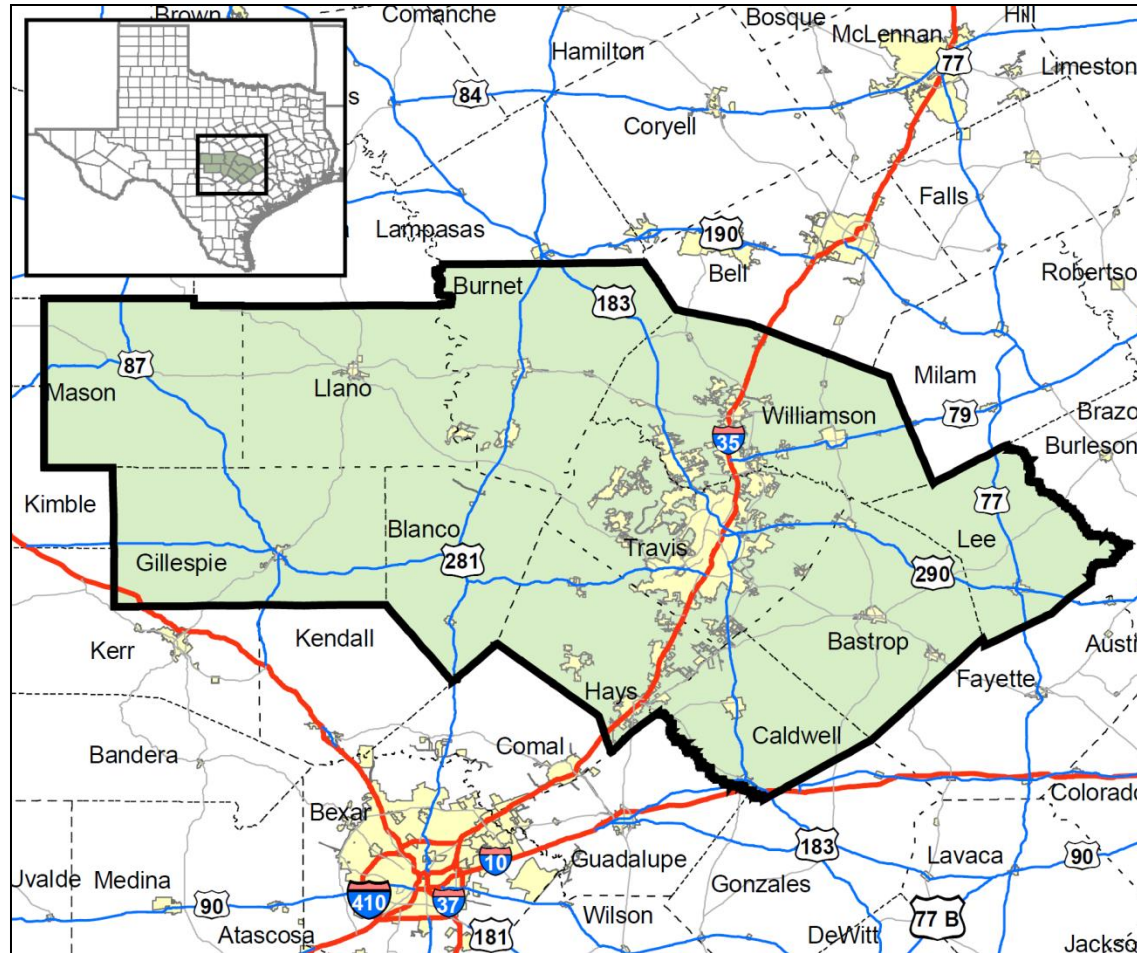 Brown
Comanche
Bosque
Hill
McLennan
Hamilton
77
Limeston
84
Coryell
Falls
Lampasas
190
Bell
Robertso
Burnet
183
87
Mason
Llano
Milam
Williamson
79
Brazo
35
Burleson
Kimble
77
Blanco
Travis
Lee
Gillespie
281
290
Bastrop
Kendall
Kerr
Austi
Fayette
Hays
Caldwell
Comal
Bandera
Colorado
Bexar
10
Guadalupe
183
Lavaca
90
Uvalde
Medina
410
37
Gonzales
90
Wilson
77 B
Atascosa
181
DeWitt
Jackso